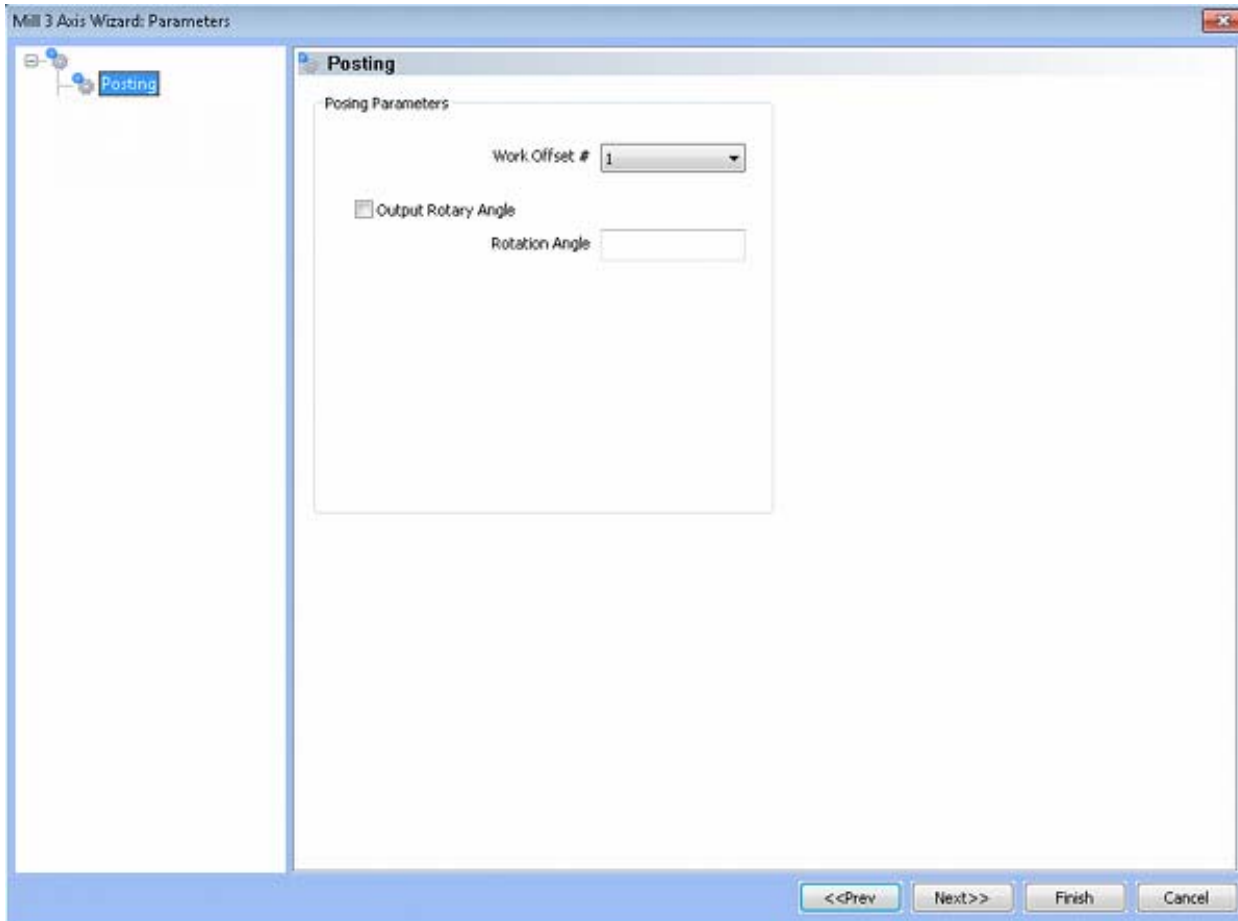 Mill 3 Axis Wizard: Parameters
Posting
Posting
Posing Parameters
Work Offset # 1
Output Rotary Angle
Rotation Angle
<<Prev Next>> Finish Cancel